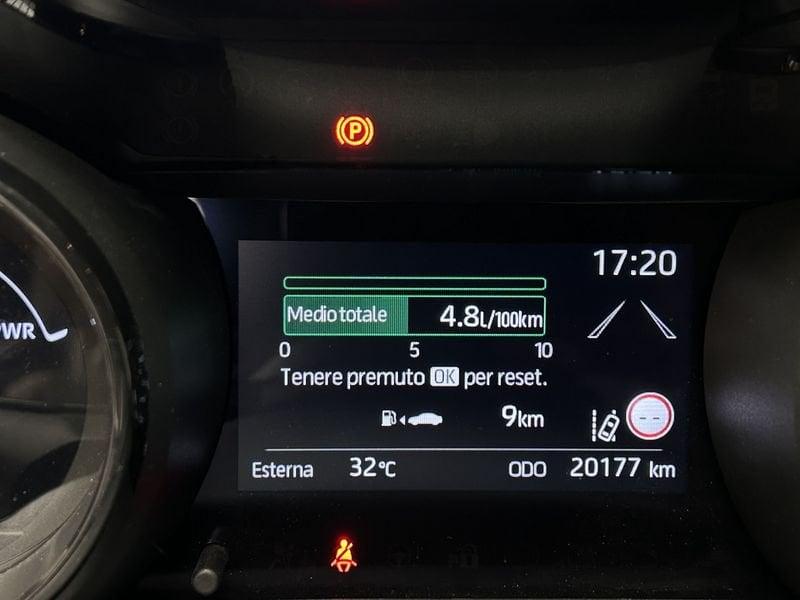 P
17:20
Medio totale 4.8L/100km
0 5 10
PWR
Tenere premuto OK per reset.
9km
--
Esterna 32°C ODO 20177 km